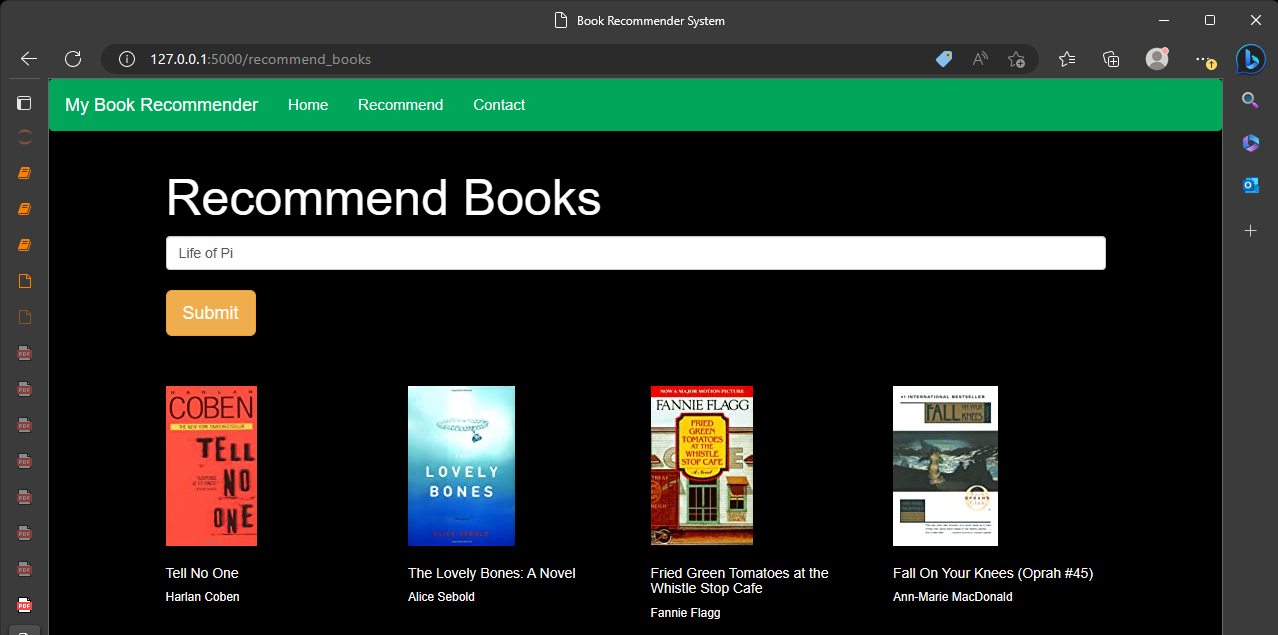 Book Recommender System
127.0.0.1:5000/recommend_books
My Book Recommender Home Recommend Contact
Recommend Books
Life of Pi
Submit
HARLAN
COBEN
THE NEW YORK TIMES BESTSELLER
TELL
NO
ONE
THE
LOVELY
BONES
ALICE SEBOLD
NOW A MAJOR MOTION PICTURE
FANNIE FLAGG
FRIED
GREEN
TOMATOES
AT THE
WHISTLE
STOP CAFE
A Novel
#1 INTERNATIONAL BESTSELLER
FALL ON YOUR
KNEES
Tell No One
Harlan Coben
The Lovely Bones: A Novel
Alice Sebold
Fried Green Tomatoes at the
Whistle Stop Cafe
Fannie Flagg
Fall On Your Knees (Oprah #45)
Ann-Marie MacDonald